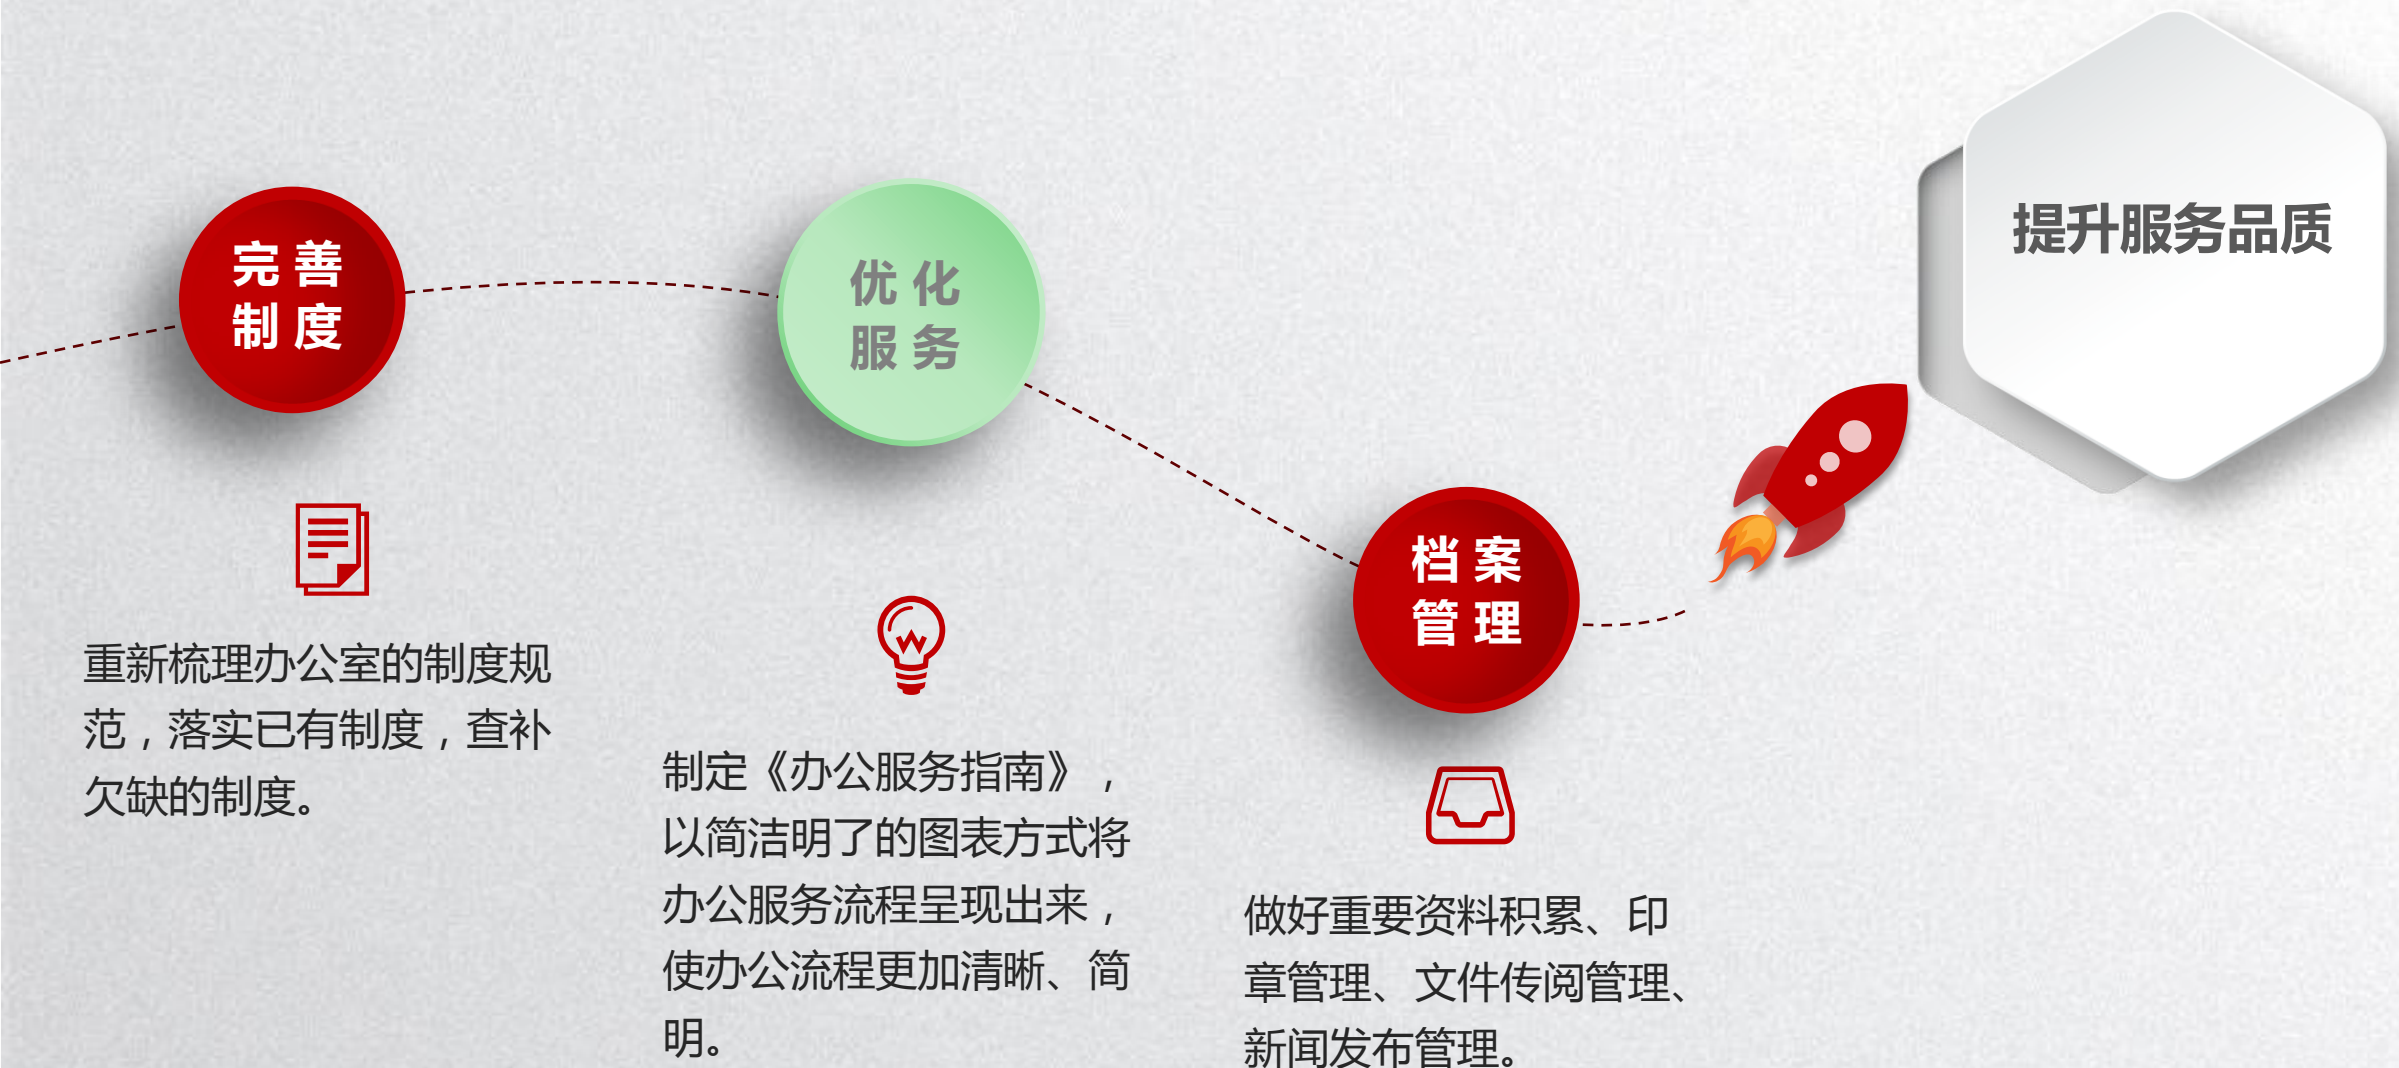 提升服务品质
完善
制度
优化
服务
档案
管理
重新梳理办公室的制度规
范，落实已有制度，查补
欠缺的制度。
制定《办公服务指南》，
以简洁明了的图表方式将
办公服务流程呈现出来，
使办公流程更加清晰、简
明。
做好重要资料积累、印
章管理、文件传阅管理、
新闻发布管理。